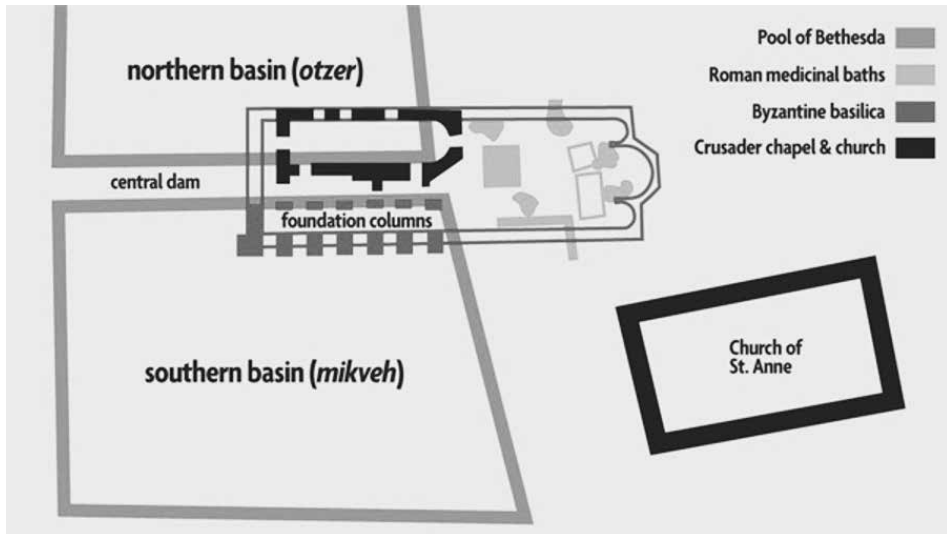 northern basin (otzer)
central dam
foundation columns
southern basin (mikveh)
Church of
St. Anne
Pool of Bethesda
Roman medicinal baths
Byzantine basilica
Crusader chapel & church